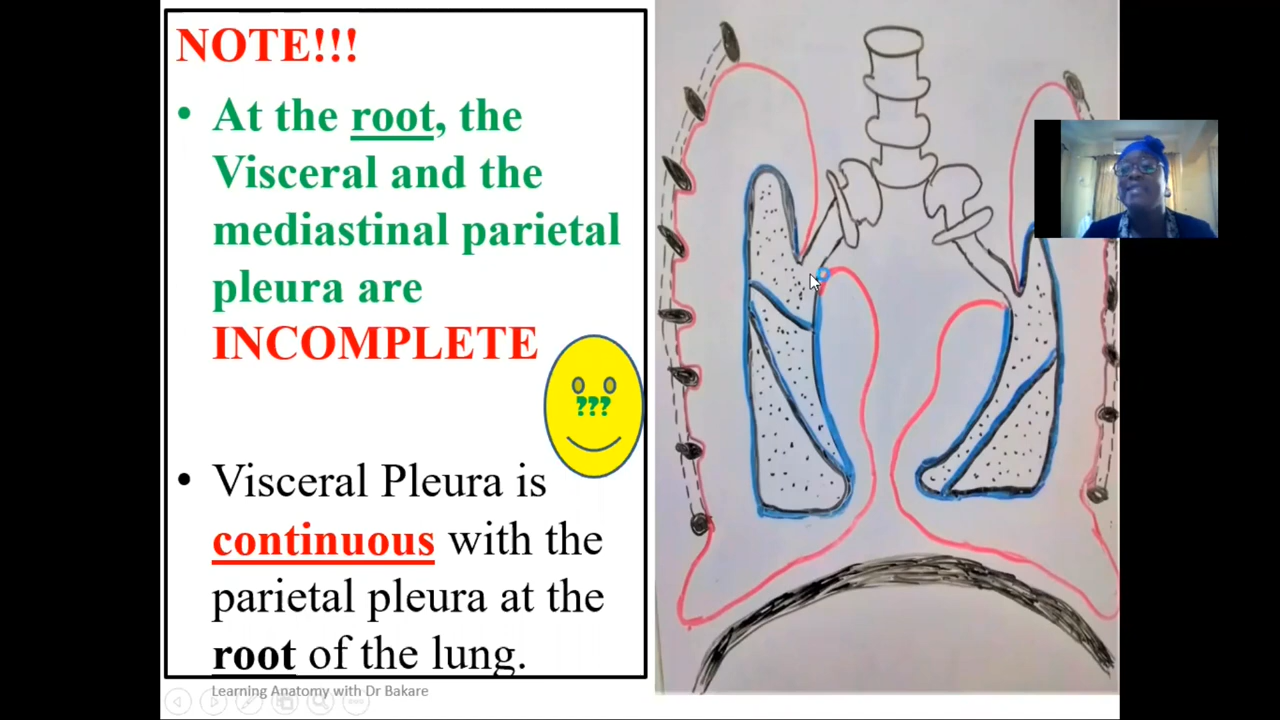 NOTE!!!
• At the root, the
Visceral and the
mediastinal parietal
pleura are
INCOMPLETE
???
• Visceral Pleura is
continuous with the
parietal pleura at the
root of the lung.
Learning Anatomy with Dr Bakare